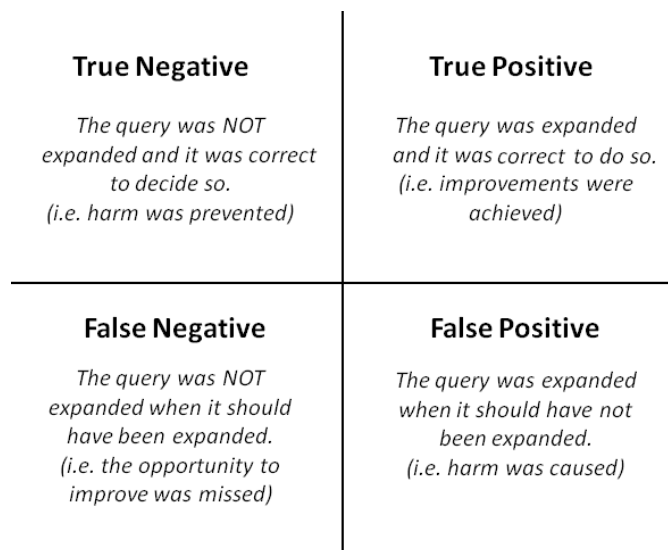 True Negative
The query was NOT
expanded and it was correct
to decide so.
(i.e. harm was prevented)
True Positive
The query was expanded
and it was correct to do so.
(i.e. improvements were
achieved)
False Negative
The query was NOT
expanded when it should
have been expanded.
(i.e. the opportunity to
improve was missed)
False Positive
The query was expanded
when it should have not
been expanded.
(i.e. harm was caused)